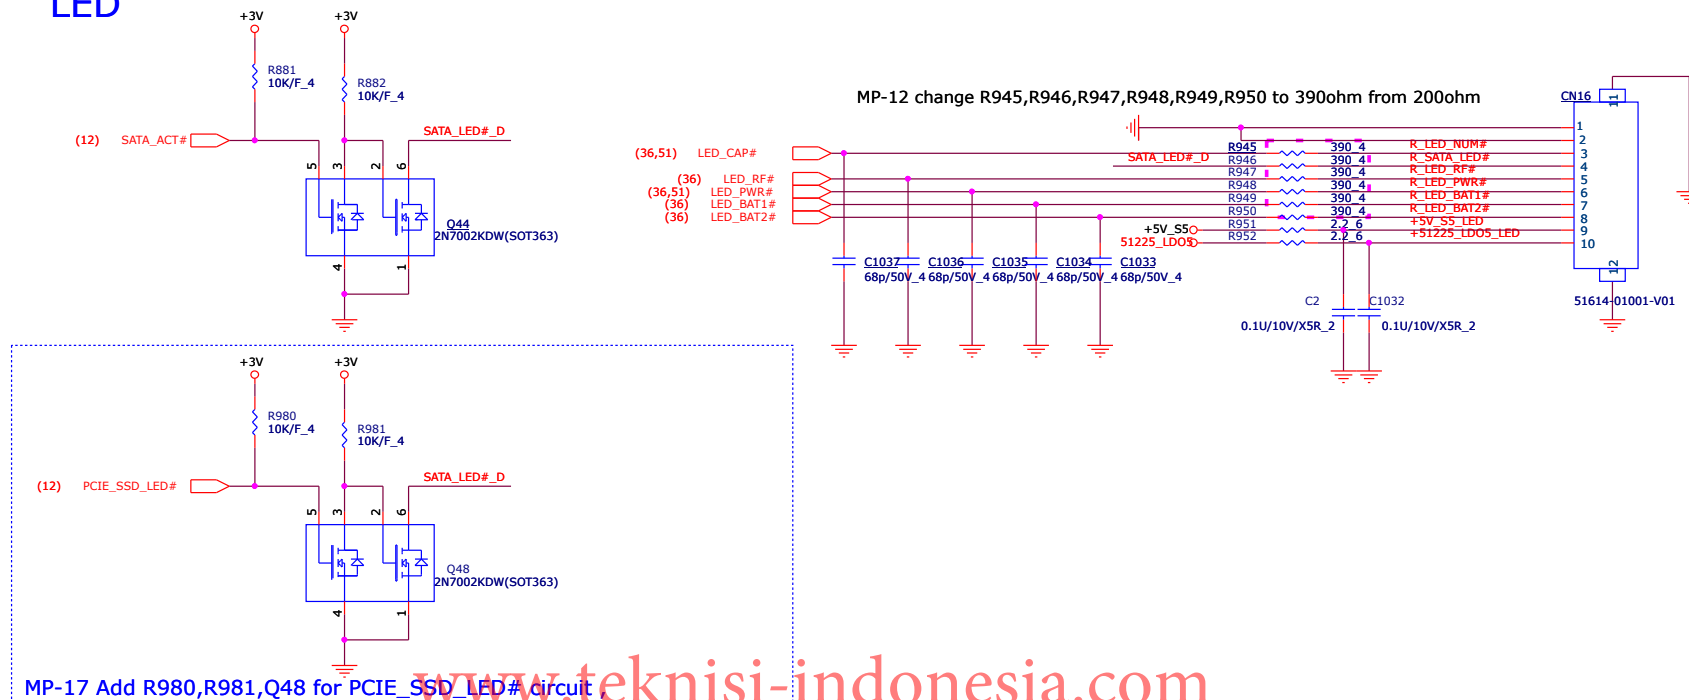 LED
+3V
+3V
R881
10K/F_4
R882
10K/F_4
(12) SATA_ACT#
SATA_LED#_D
5 3 2 6
Q44
2N7002KDW(SOT363)
4 1
MP-12 change R945,R946,R947,R948,R949,R950 to 390ohm from 200ohm
CN16
11
1
2
(36,51) LED_CAP# R945 390_4 R_LED_NUM# 3
SATA_LED#_D R946 390_4 R_SATA_LED# 4
(36) LED_RF# R947 390_4 R_LED_RF# 5
(36,51) LED_PWR# R948 390_4 R_LED_PWR# 6
(36) LED_BAT1# R949 390_4 R_LED_BAT1# 7
(36) LED_BAT2# R950 390_4 R_LED_BAT2# 8
+5V_S5 R951 2.2_6 +5V_S5_LED 9
51225_LDO5 R952 2.2_6 +51225_LDO5_LED 10
12
51614-01001-V01
C1037 C1036 C1035 C1034 C1033
68p/50V_4 68p/50V_4 68p/50V_4 68p/50V_4 68p/50V_4
C2 C1032
0.1U/10V/X5R_2 0.1U/10V/X5R_2
+3V
+3V
R980
10K/F_4
R981
10K/F_4
(12) PCIE_SSD_LED#
SATA_LED#_D
5 3 2 6
Q48
2N7002KDW(SOT363)
4 1
MP-17 Add R980,R981,Q48 for PCIE_SSD_LED# circuit ,
www.teknisi-indonesia.com